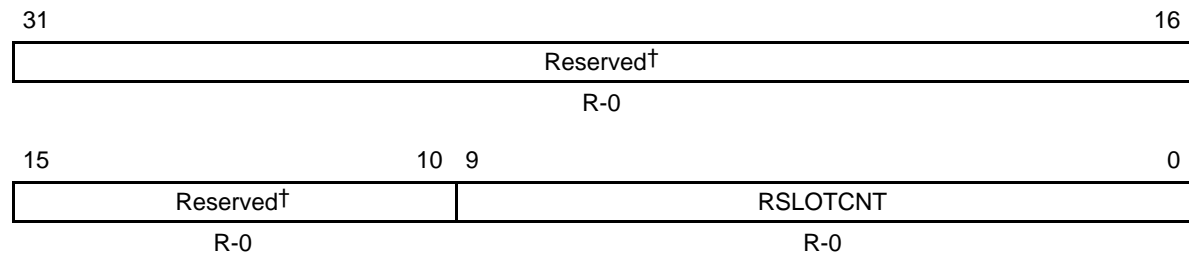 31 16
Reserved†
R-0
15 10 9 0
Reserved† RSLOTCNT
R-0 R-0